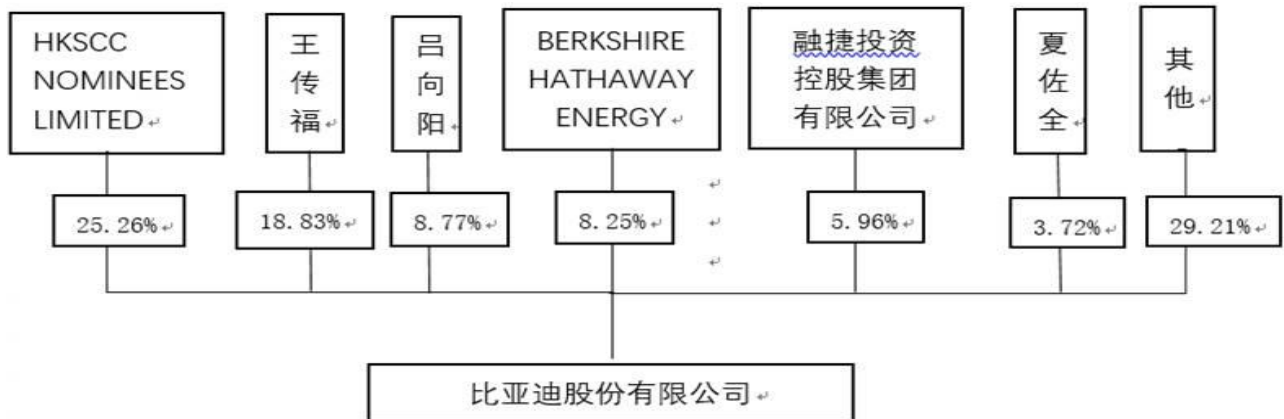 HKSCC
NOMINEES
LIMITED
王传福
吕向阳
BERKSHIRE
HATHAWAY
ENERGY
融捷投资
控股集团
有限公司
夏佐全
其他
25.26%
18.83%
8.77%
8.25%
5.96%
3.72%
29.21%
比亚迪股份有限公司